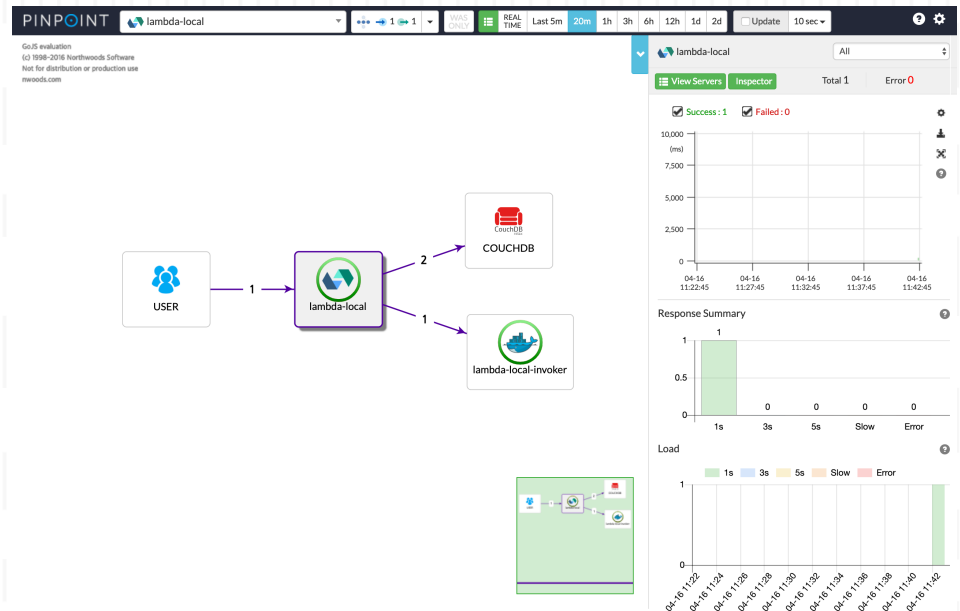 PINPOINT
lambda-local
1
1
WAS ONLY
REAL TIME
Last 5m
20m
1h
3h
6h
12h
1d
2d
Update
10 sec
GoJS evaluation
(c) 1998-2016 Northwoods Software
Not for distribution or production use
nwoods.com
lambda-local
All
View Servers
Inspector
Total 1
Error 0
Success : 1
Failed : 0
10,000
(ms)
7,500
5,000
2,500
0
04-16 11:22:45
04-16 11:27:45
04-16 11:32:45
04-16 11:37:45
04-16 11:42:45
USER
1
lambda-local
2
1
CouchDB
COUCHDB
lambda-local-invoker
Response Summary
1
1
0.5
0
0
0
0
0
1s
3s
5s
Slow
Error
Load
1s
3s
5s
Slow
Error
1
0
04-16 11:22
04-16 11:24
04-16 11:26
04-16 11:28
04-16 11:30
04-16 11:32
04-16 11:34
04-16 11:36
04-16 11:38
04-16 11:40
04-16 11:42